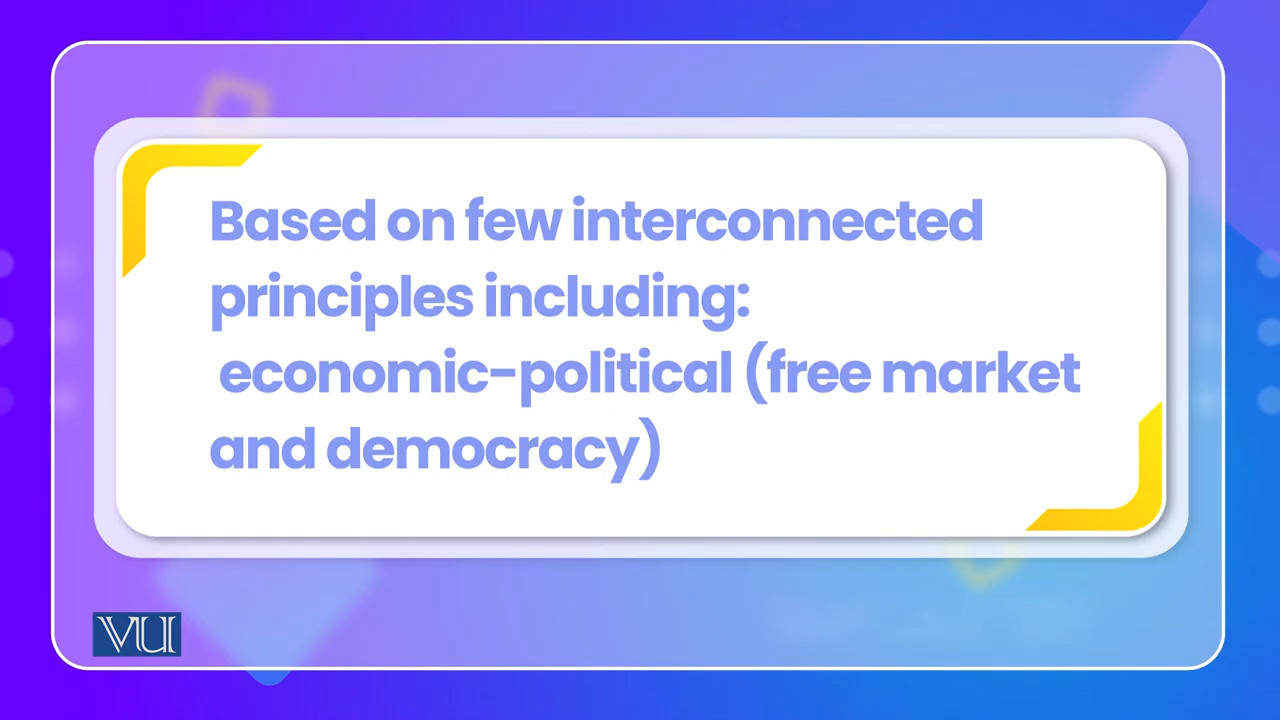 Based on few interconnected
principles including:
economic-political (free market
and democracy)
VU